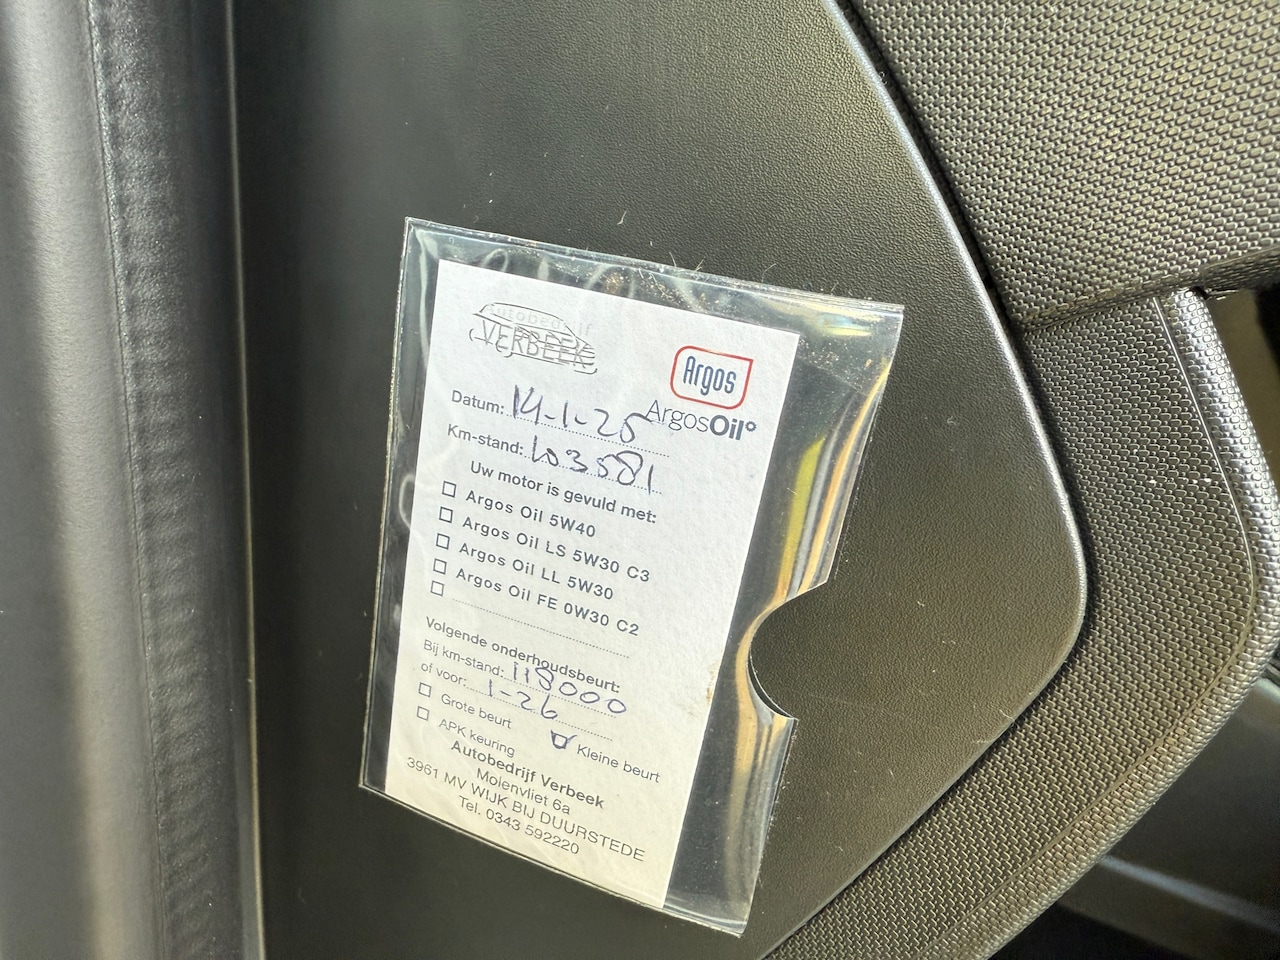 Autobedrijf
VERBEEK
Argos
ArgosOil
Datum: 14-1-25
Km-stand: 103581
Uw motor is gevuld met:
Argos Oil 5W40
Argos Oil LS 5W30 C3
Argos Oil LL 5W30
Argos Oil FE 0W30 C2
Volgende onderhoudsbeurt:
Bij km-stand: 118000
of voor: 1-26
Grote beurt
Kleine beurt
APK keuring
Autobedrijf Verbeek
Molenvliet 6a
3961 MV WIJK BIJ DUURSTEDE
Tel. 0343 592220